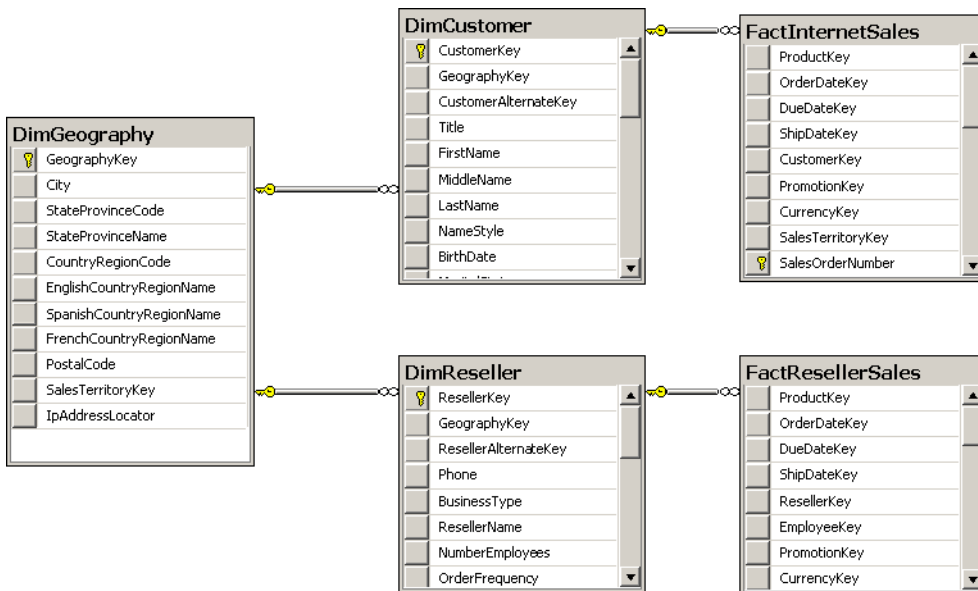 DimGeography
GeographyKey
City
StateProvinceCode
StateProvinceName
CountryRegionCode
EnglishCountryRegionName
SpanishCountryRegionName
FrenchCountryRegionName
PostalCode
SalesTerritoryKey
IpAddressLocator
DimCustomer
CustomerKey
GeographyKey
CustomerAlternateKey
Title
FirstName
MiddleName
LastName
NameStyle
BirthDate
FactInternetSales
ProductKey
OrderDateKey
DueDateKey
ShipDateKey
CustomerKey
PromotionKey
CurrencyKey
SalesTerritoryKey
SalesOrderNumber
DimReseller
ResellerKey
GeographyKey
ResellerAlternateKey
Phone
BusinessType
ResellerName
NumberEmployees
OrderFrequency
FactResellerSales
ProductKey
OrderDateKey
DueDateKey
ShipDateKey
ResellerKey
EmployeeKey
PromotionKey
CurrencyKey